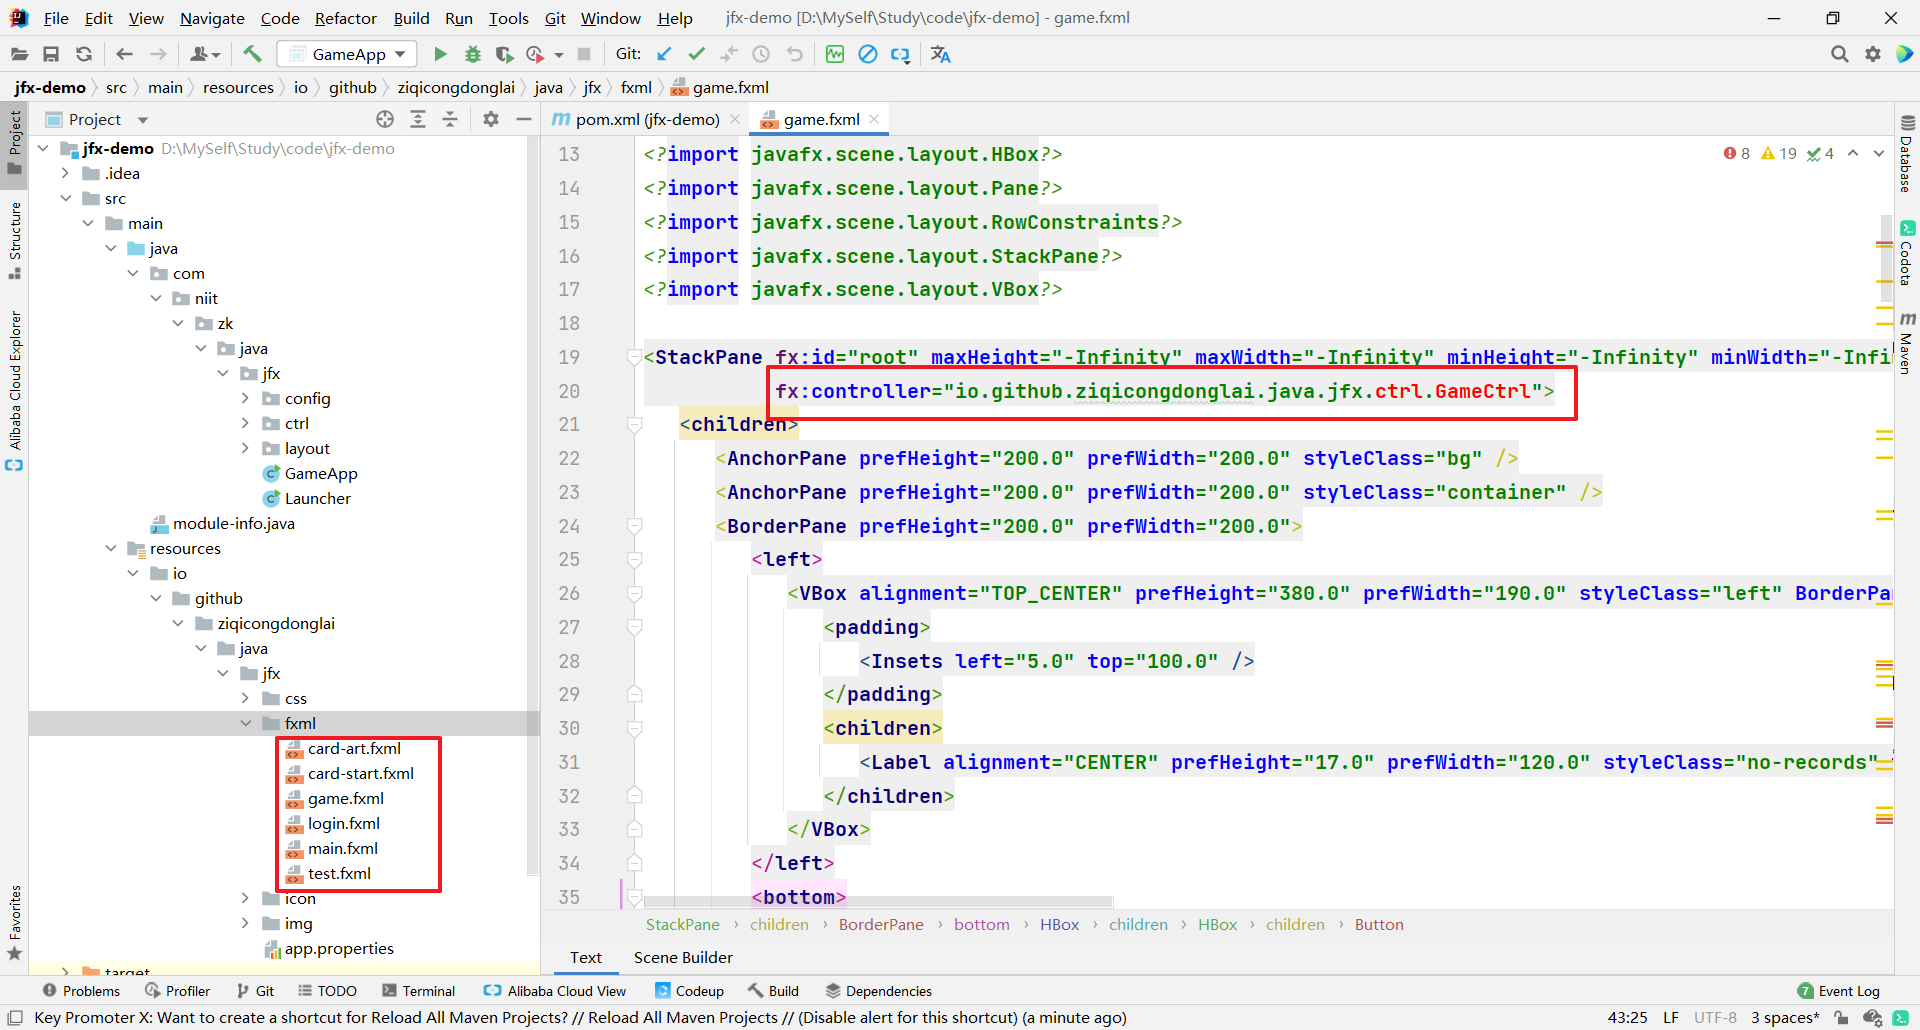 File Edit View Navigate Code Refactor Build Run Tools Git Window Help jfx-demo [D:\MySelf\Study\code\jfx-demo] - game.fxml
GameApp Git:
jfx-demo src main resources io github ziqicongdonglai java jfx fxml game.fxml
Project
pom.xml (jfx-demo) game.fxml
jfx-demo D:\MySelf\Study\code\jfx-demo
.idea
src
main
java
com
niit
zk
java
jfx
config
ctrl
layout
GameApp
Launcher
module-info.java
resources
io
github
ziqicongdonglai
java
jfx
css
fxml
card-art.fxml
card-start.fxml
game.fxml
login.fxml
main.fxml
test.fxml
icon
img
app.properties
target
8 19 4
13 <?import javafx.scene.layout.HBox?>
14 <?import javafx.scene.layout.Pane?>
15 <?import javafx.scene.layout.RowConstraints?>
16 <?import javafx.scene.layout.StackPane?>
17 <?import javafx.scene.layout.VBox?>
18
19 <StackPane fx:id="root" maxHeight="-Infinity" maxWidth="-Infinity" minHeight="-Infinity" minWidth="-Infi
20 fx:controller="io.github.ziqicongdonglai.java.jfx.ctrl.GameCtrl">
21 <children>
22 <AnchorPane prefHeight="200.0" prefWidth="200.0" styleClass="bg" />
23 <AnchorPane prefHeight="200.0" prefWidth="200.0" styleClass="container" />
24 <BorderPane prefHeight="200.0" prefWidth="200.0">
25 <left>
26 <VBox alignment="TOP_CENTER" prefHeight="380.0" prefWidth="190.0" styleClass="left" BorderPa
27 <padding>
28 <Insets left="5.0" top="100.0" />
29 </padding>
30 <children>
31 <Label alignment="CENTER" prefHeight="17.0" prefWidth="120.0" styleClass="no-records"
32 </children>
33 </VBox>
34 </left>
35 <bottom>
StackPane children BorderPane bottom HBox children HBox children Button
Text Scene Builder
Project
Structure
Alibaba Cloud Explorer
Favorites
Database
Codota
Maven
Problems Profiler Git TODO Terminal Alibaba Cloud View Codeup Build Dependencies 7 Event Log
Key Promoter X: Want to create a shortcut for Reload All Maven Projects? // Reload All Maven Projects // (Disable alert for this shortcut) (a minute ago) 43:25 LF UTF-8 3 spaces*